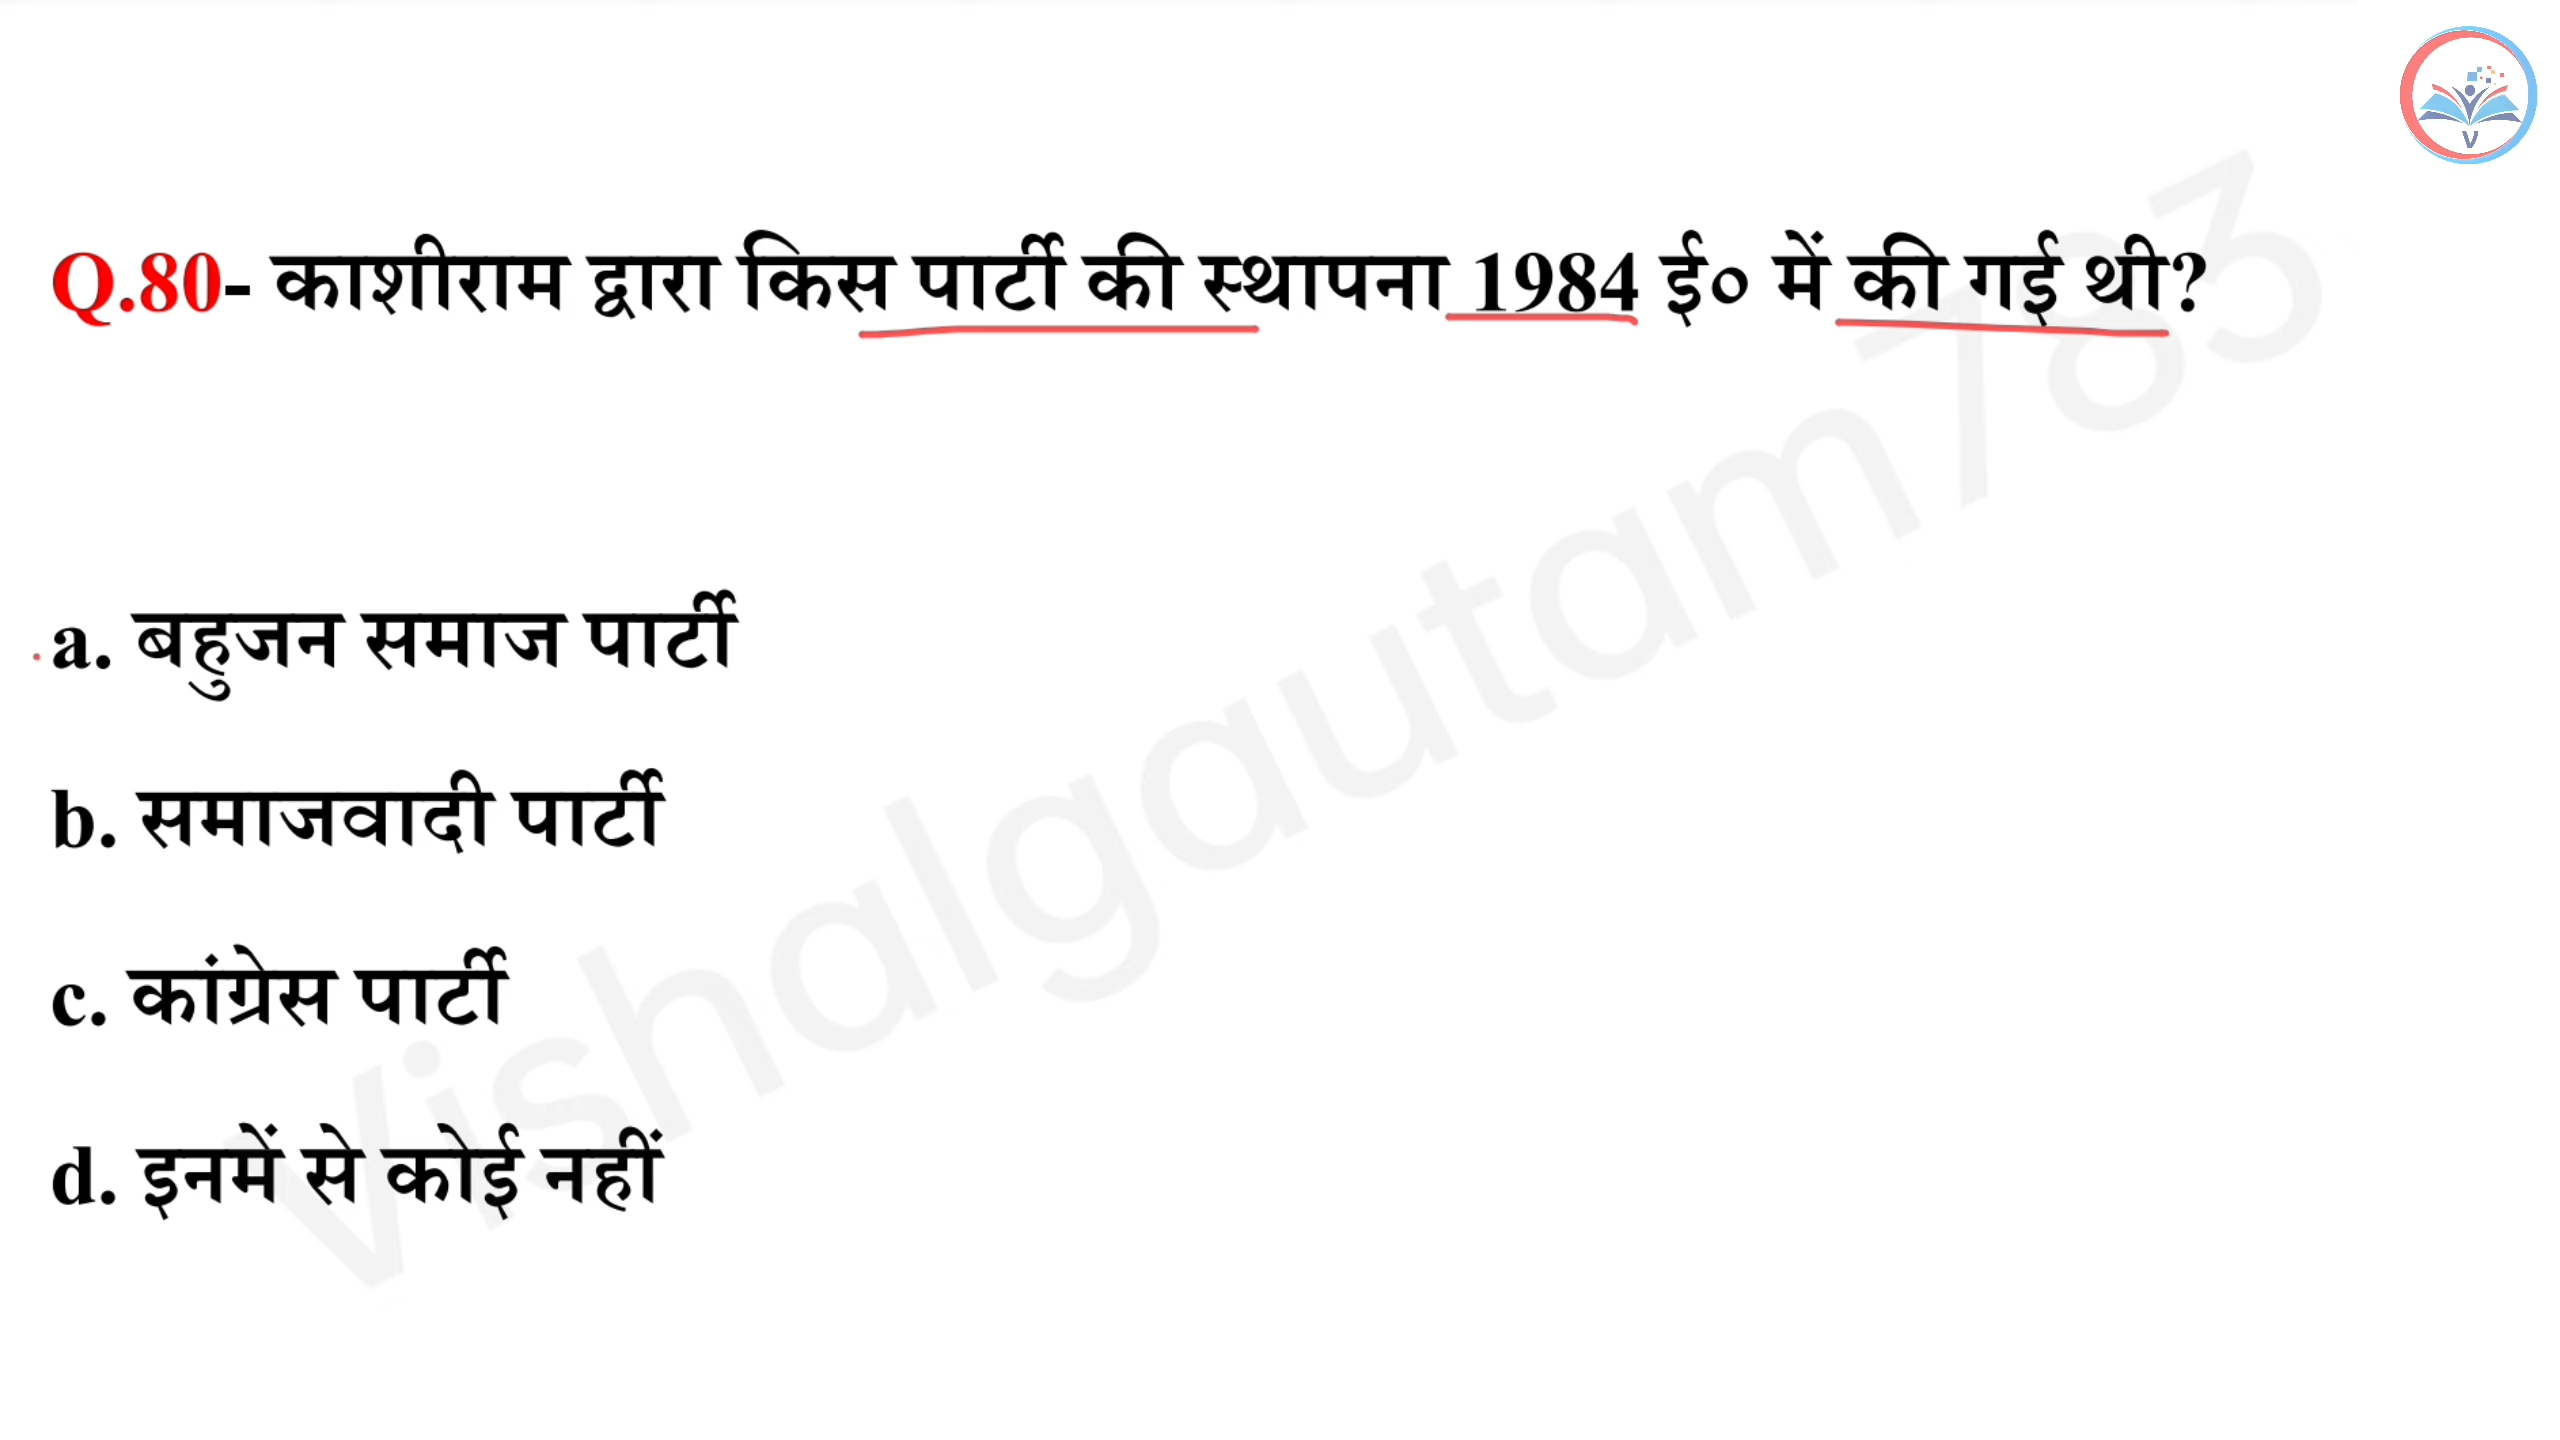 Q.80- काशीराम द्वारा किस पार्टी की स्थापना 1984 ई० में की गई थी?
a. बहुजन समाज पार्टी
b. समाजवादी पार्टी
c. कांग्रेस पार्टी
d. इनमें से कोई नहीं
Vishalgautam783
V